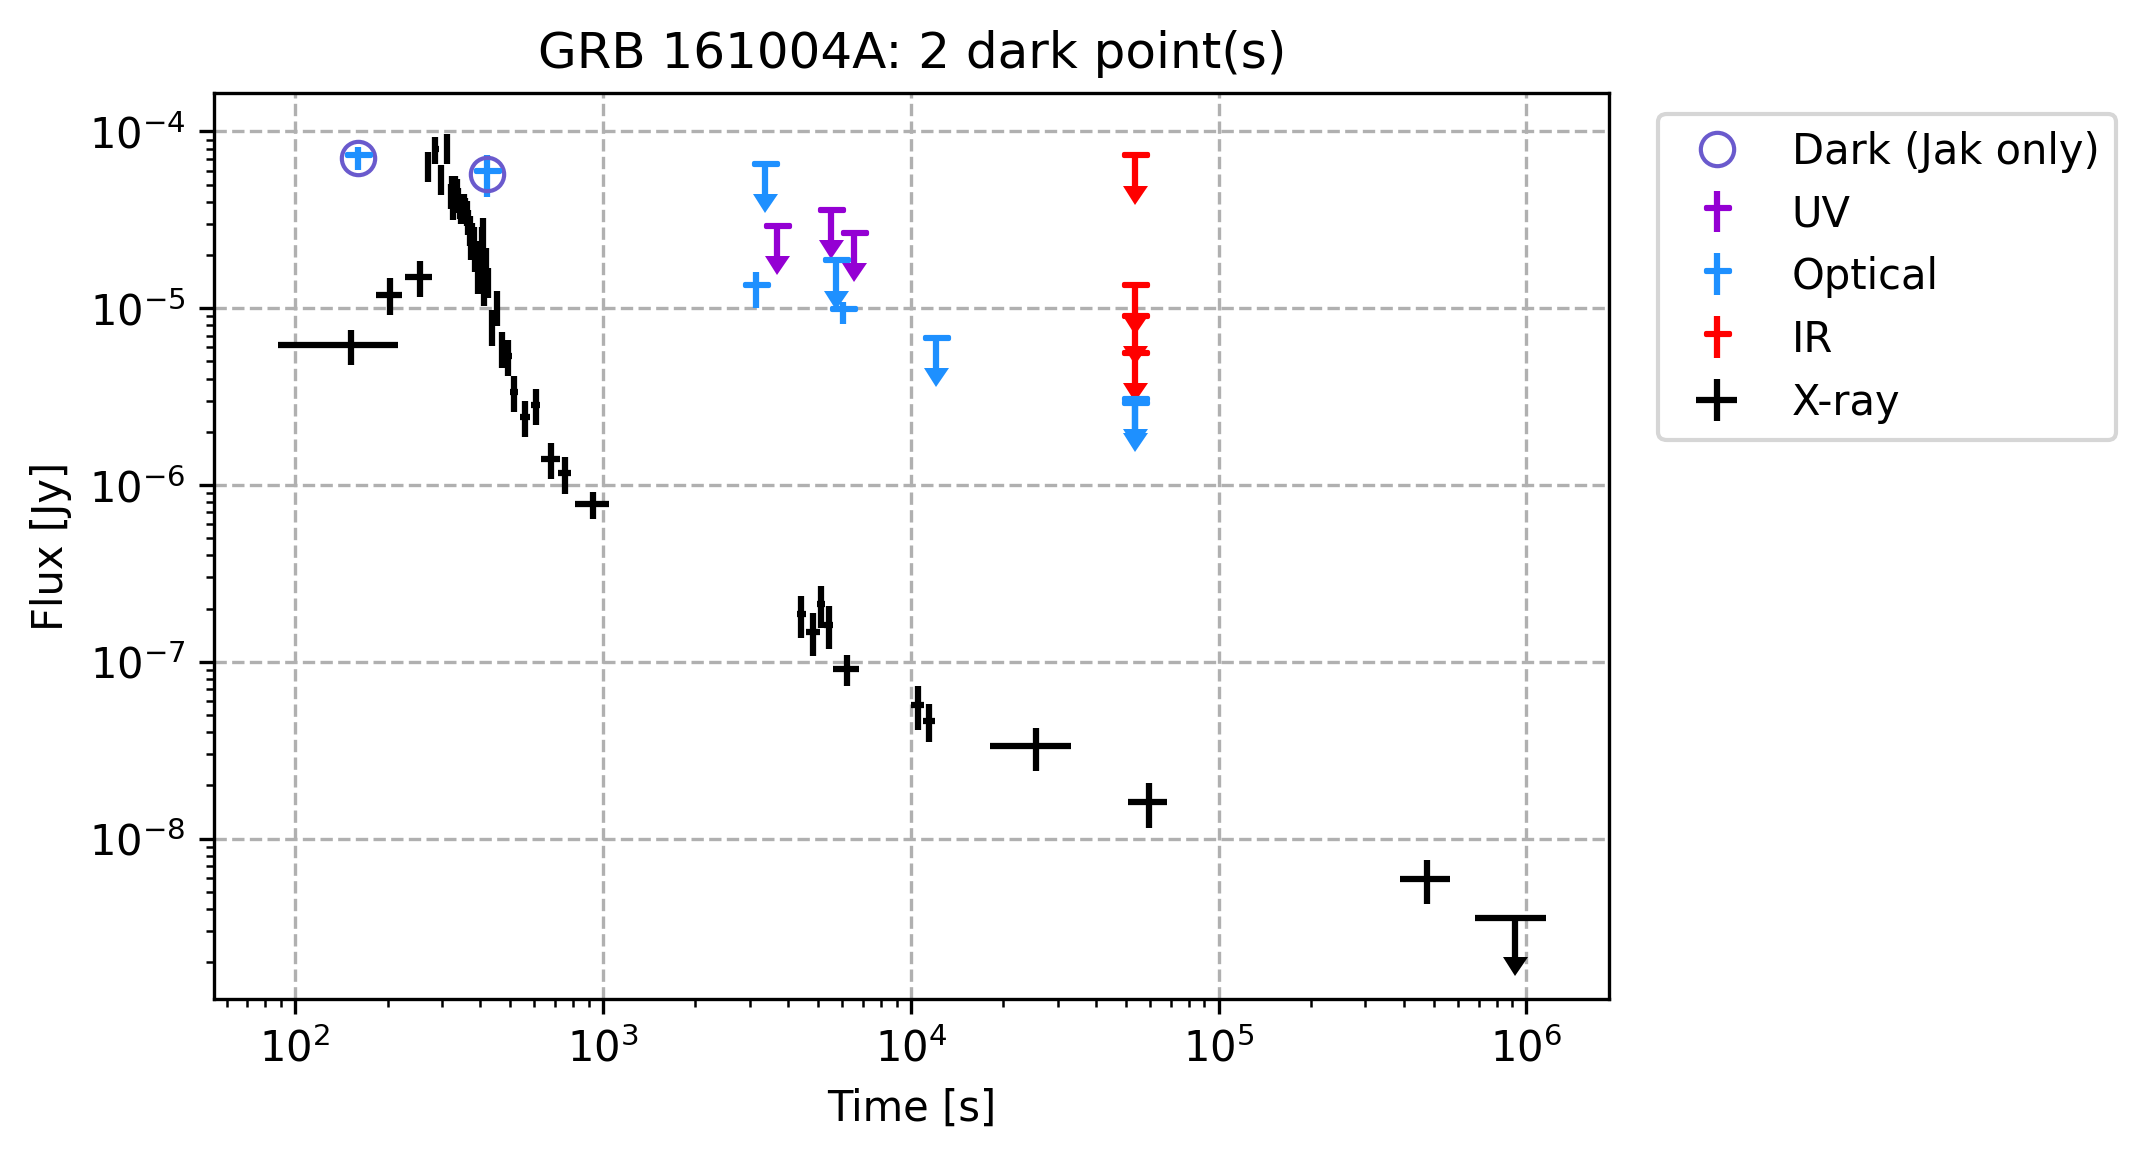 GRB 161004A: 2 dark point(s)
10⁻⁴
10⁻⁵
10⁻⁶
10⁻⁷
10⁻⁸
Flux [Jy]
10²
10³
10⁴
10⁵
10⁶
Time [s]
Dark (Jak only)
UV
Optical
IR
X-ray